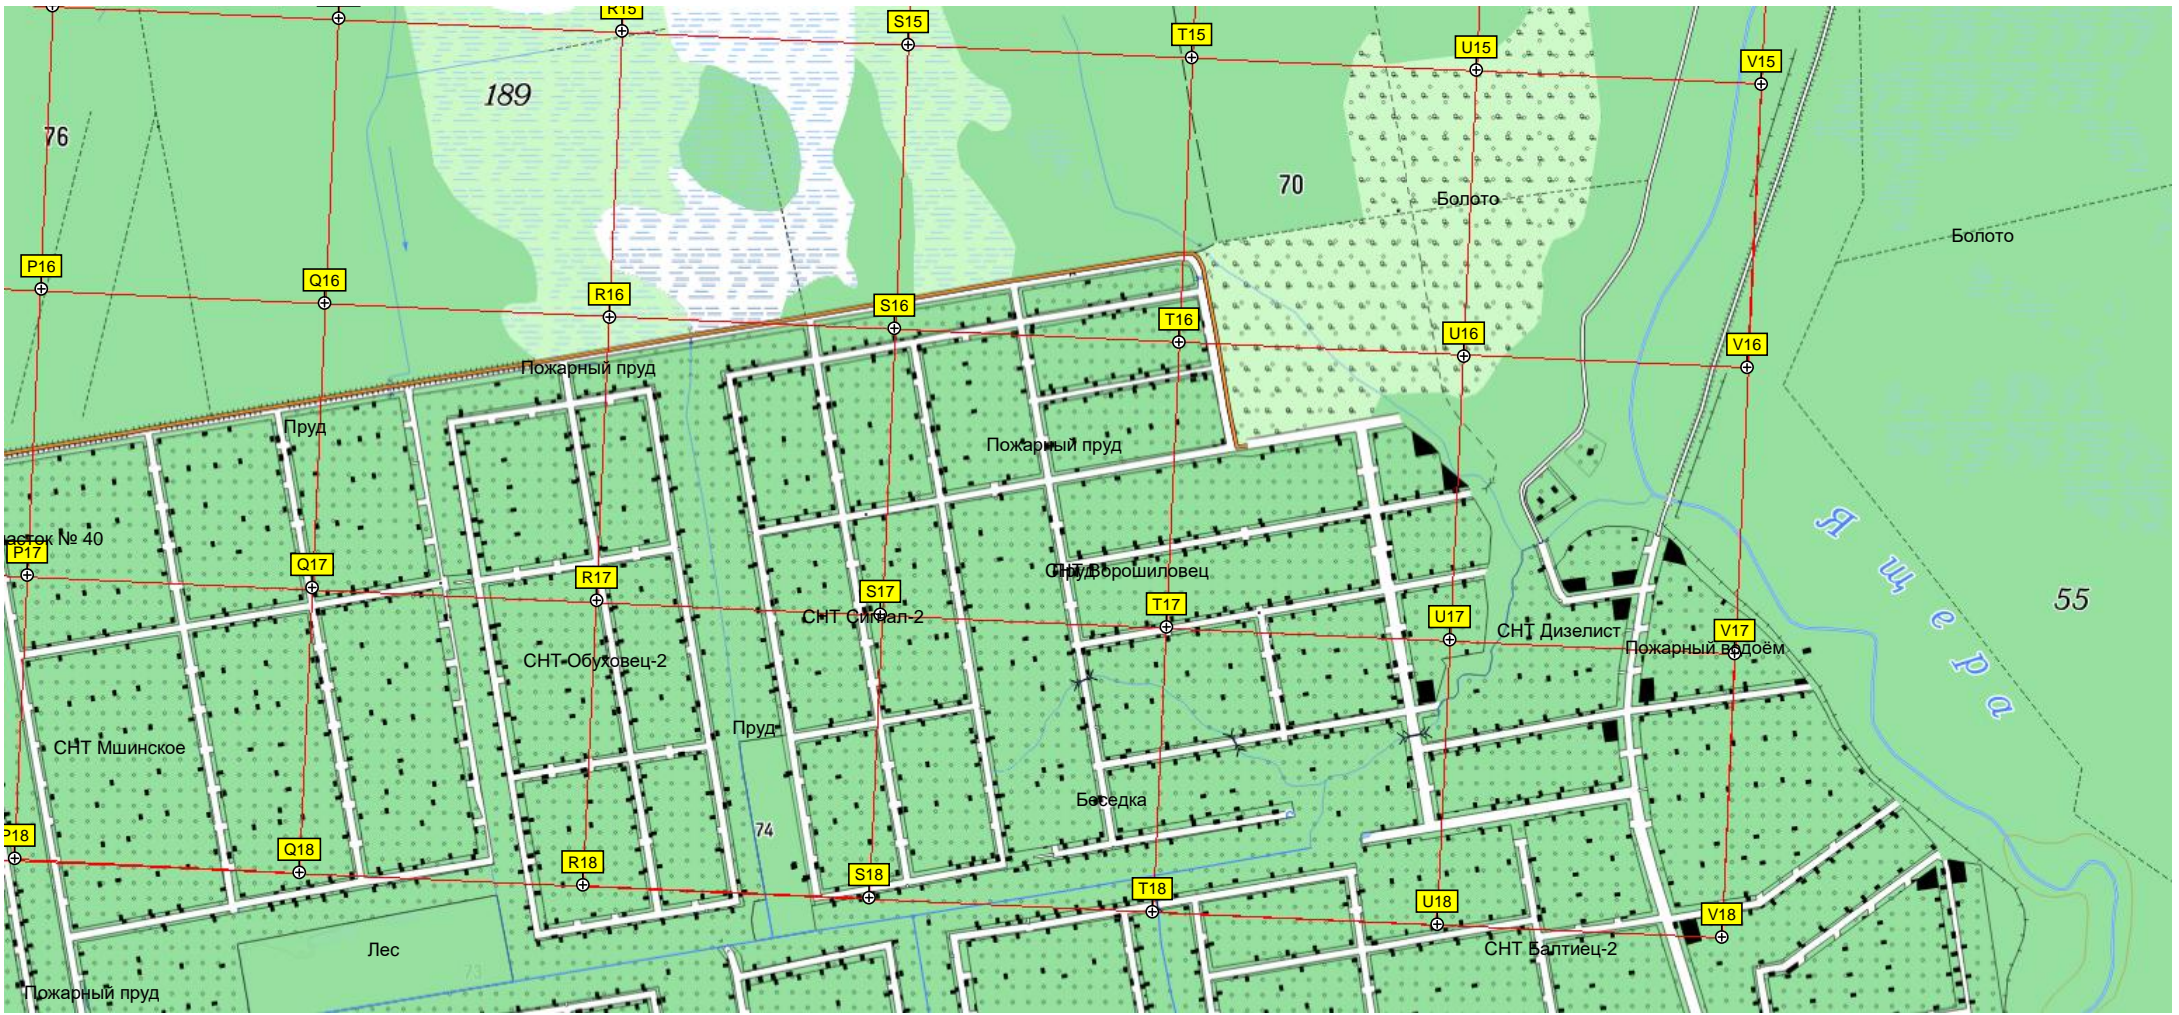 R15
S15
T15
U15
V15
189
76
70
Болото
Болото
P16
Q16
R16
S16
T16
U16
V16
Пожарный пруд
Пруд
Пожарный пруд
№ 40
P17
Q17
R17
S17
T17
U17
V17
СНТ Ворошиловец
СНТ Сигнал-2
СНТ Обуховец-2
СНТ Дизелист
Пожарный водоём
Ящера
55
Пруд
СНТ Мшинское
Беседка
74
P18
Q18
R18
S18
T18
U18
V18
СНТ Балтиец-2
Лес
73
Пожарный пруд